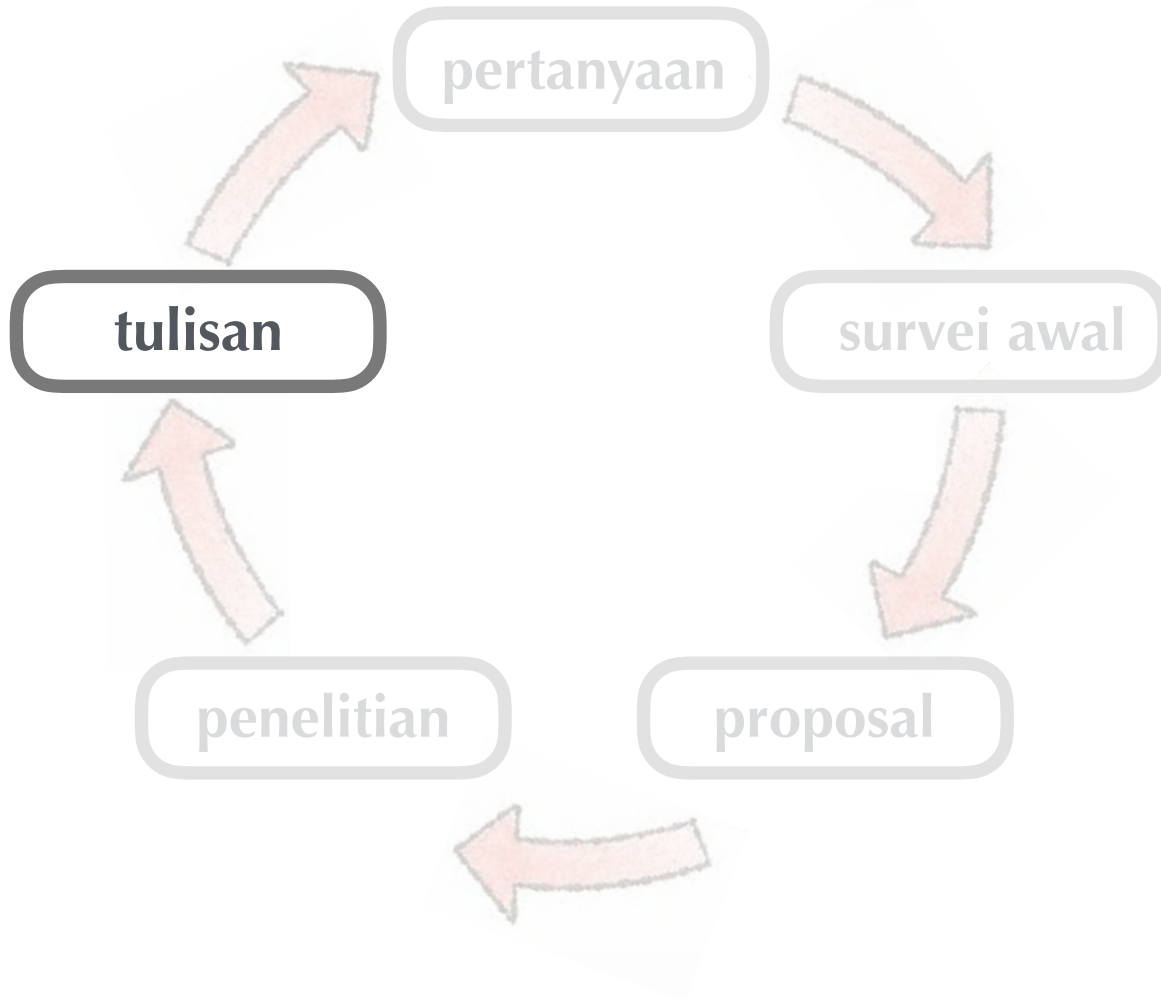 pertanyaan
survei awal
proposal
penelitian
tulisan